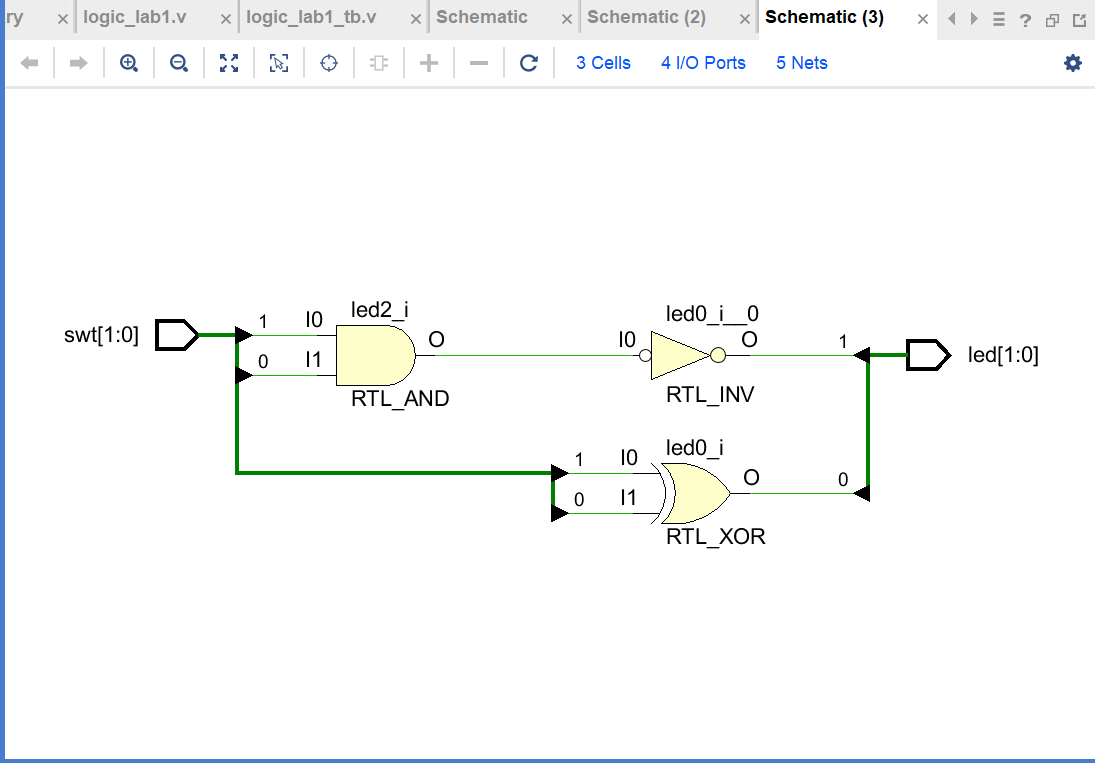 ry logic_lab1.v logic_lab1_tb.v Schematic Schematic (2) Schematic (3)
3 Cells 4 I/O Ports 5 Nets
led2_i led0_i__0
swt[1:0] 1 I0 O I0 O 1 led[1:0]
0 I1
RTL_AND RTL_INV
led0_i
1 I0 O 0
0 I1
RTL_XOR